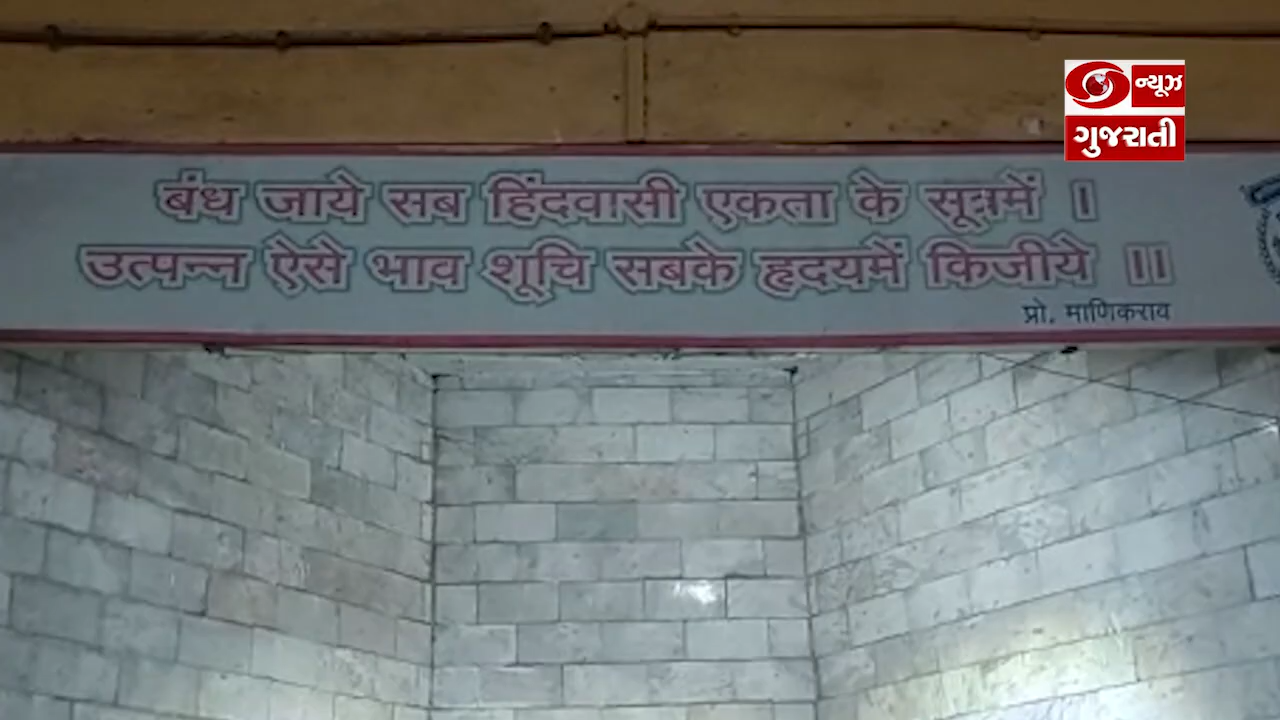 ન્યૂઝ
ગુજરાતી
बंध जाये सब हिंदवासी एकता के सूत्रमें ।
उत्पन्न ऐसे भाव शूचि सबके हृदयमें किजीये ।।
प्रो. माणिकराव